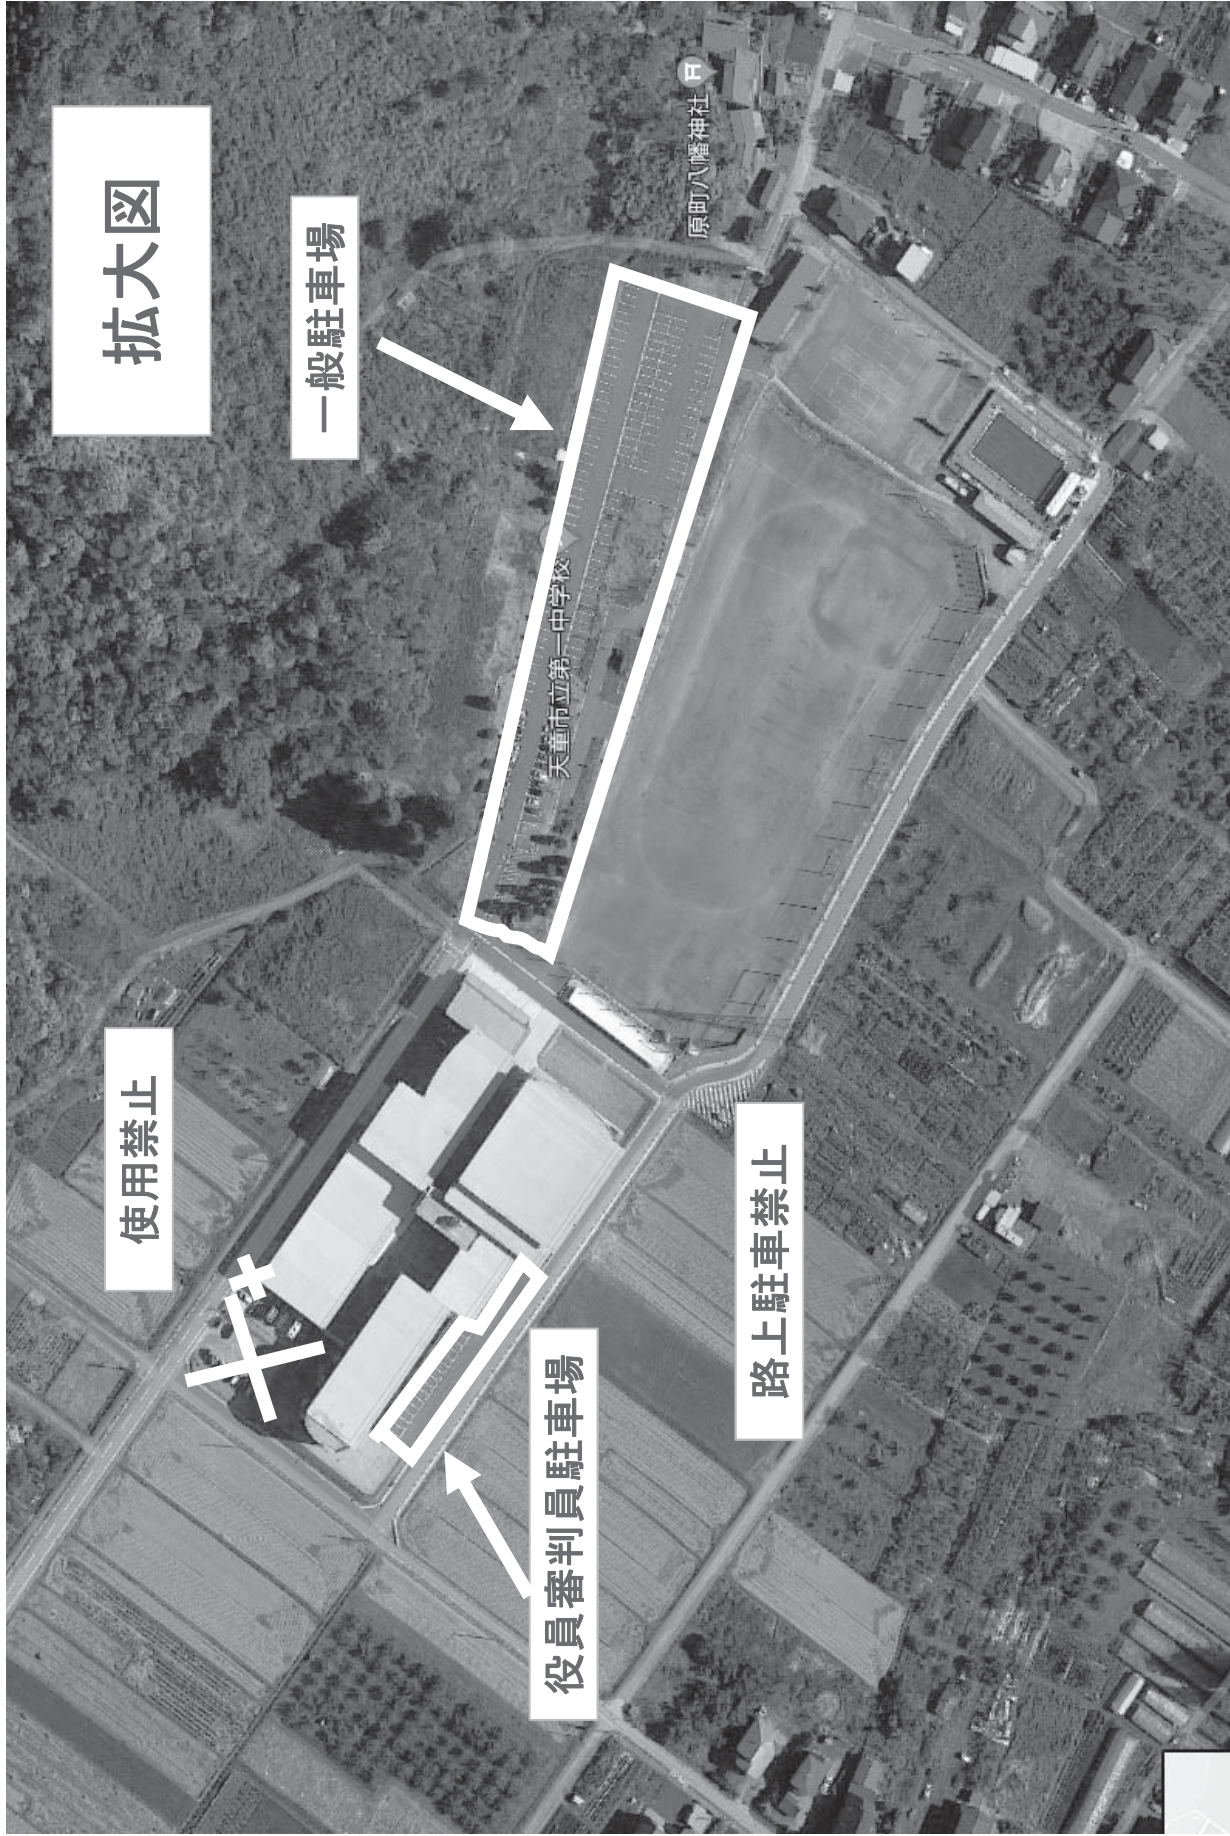 拡大図
一般駐車場
原町八幡神社
天童市立第一中学校
使用禁止
路上駐車禁止
役員審判員駐車場